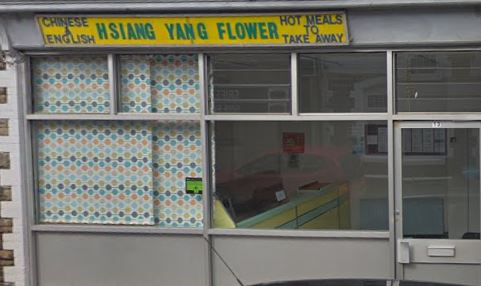 CHINESE
&
ENGLISH
HSIANG YANG FLOWER
HOT MEALS
TO
TAKE AWAY